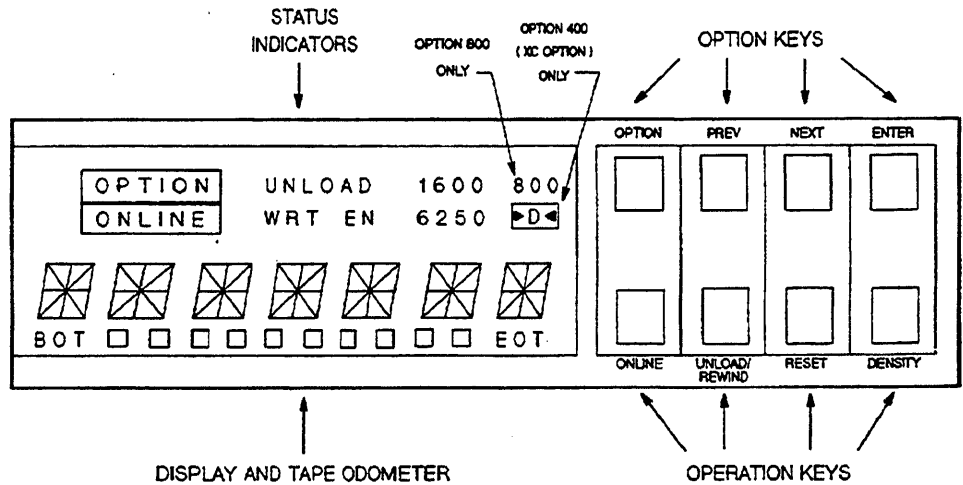 STATUS
INDICATORS
OPTION 800
ONLY
OPTION 400
( XC OPTION )
ONLY
OPTION KEYS
OPTION PREV NEXT ENTER
OPTION UNLOAD 1600 800
ONLINE WRT EN 6250 ►D◄
BOT EOT
ONLINE UNLOAD/
REWIND RESET DENSITY
DISPLAY AND TAPE ODOMETER
OPERATION KEYS